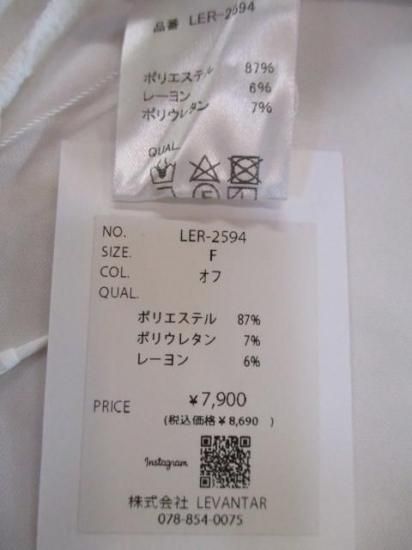 品番 LER-2594
ポリエステル 87%
レーヨン 6%
ポリウレタン 7%
QUAL
NO. LER-2594
SIZE. F
COL. オフ
QUAL.
ポリエステル 87%
ポリウレタン 7%
レーヨン 6%
PRICE ¥7,900
(税込価格¥8,690 )
Instagram
株式会社 LEVANTAR
078-854-0075